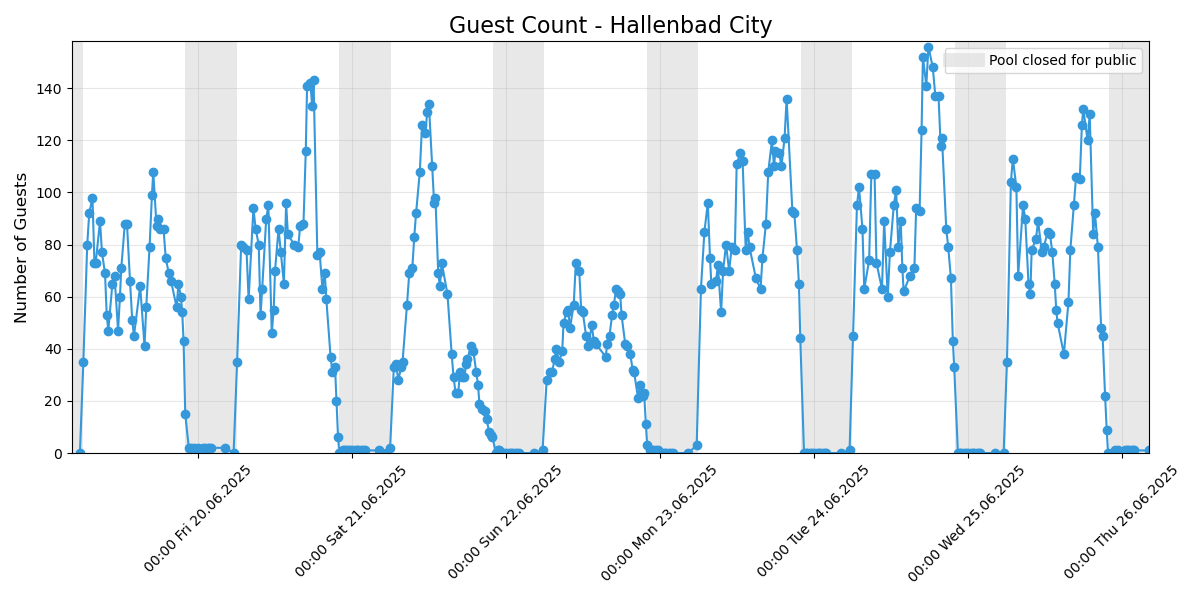 Guest Count - Hallenbad City
Pool closed for public
Number of Guests
140
120
100
80
60
40
20
0
00:00 Fri 20.06.2025
00:00 Sat 21.06.2025
00:00 Sun 22.06.2025
00:00 Mon 23.06.2025
00:00 Tue 24.06.2025
00:00 Wed 25.06.2025
00:00 Thu 26.06.2025